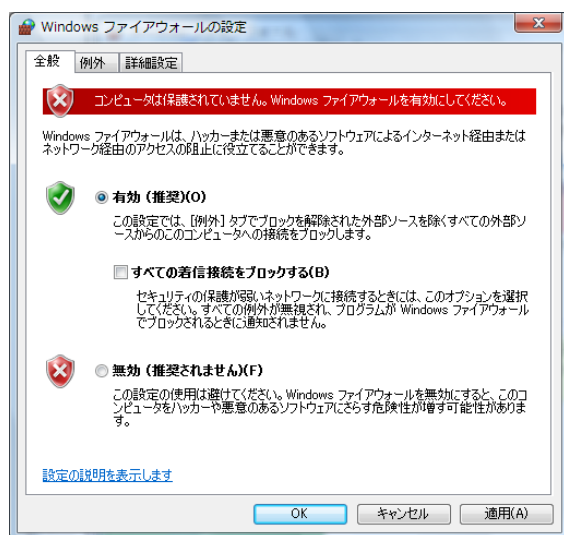 Windows ファイアウォールの設定
全般 例外 詳細設定
コンピュータは保護されていません。Windows ファイアウォールを有効にしてください。
Windows ファイアウォールは、ハッカーまたは悪意のあるソフトウェアによるインターネット経由または
ネットワーク経由のアクセスの阻止に役立てることができます。
有効 (推奨)(O)
この設定では、[例外] タブでブロックを解除された外部ソースを除くすべての外部ソ
ースからのこのコンピュータへの接続をブロックします。
すべての着信接続をブロックする(B)
セキュリティの保護が弱いネットワークに接続するときには、このオプションを選択
してください。すべての例外が無視され、プログラムが Windows ファイアウォール
でブロックされるときに通知されません。
無効 (推奨されません)(F)
この設定の使用は避けてください。Windows ファイアウォールを無効にすると、このコ
ンピュータをハッカーや悪意のあるソフトウェアにさらす危険性が増す可能性がありま
す。
設定の説明を表示します
OK キャンセル 適用(A)